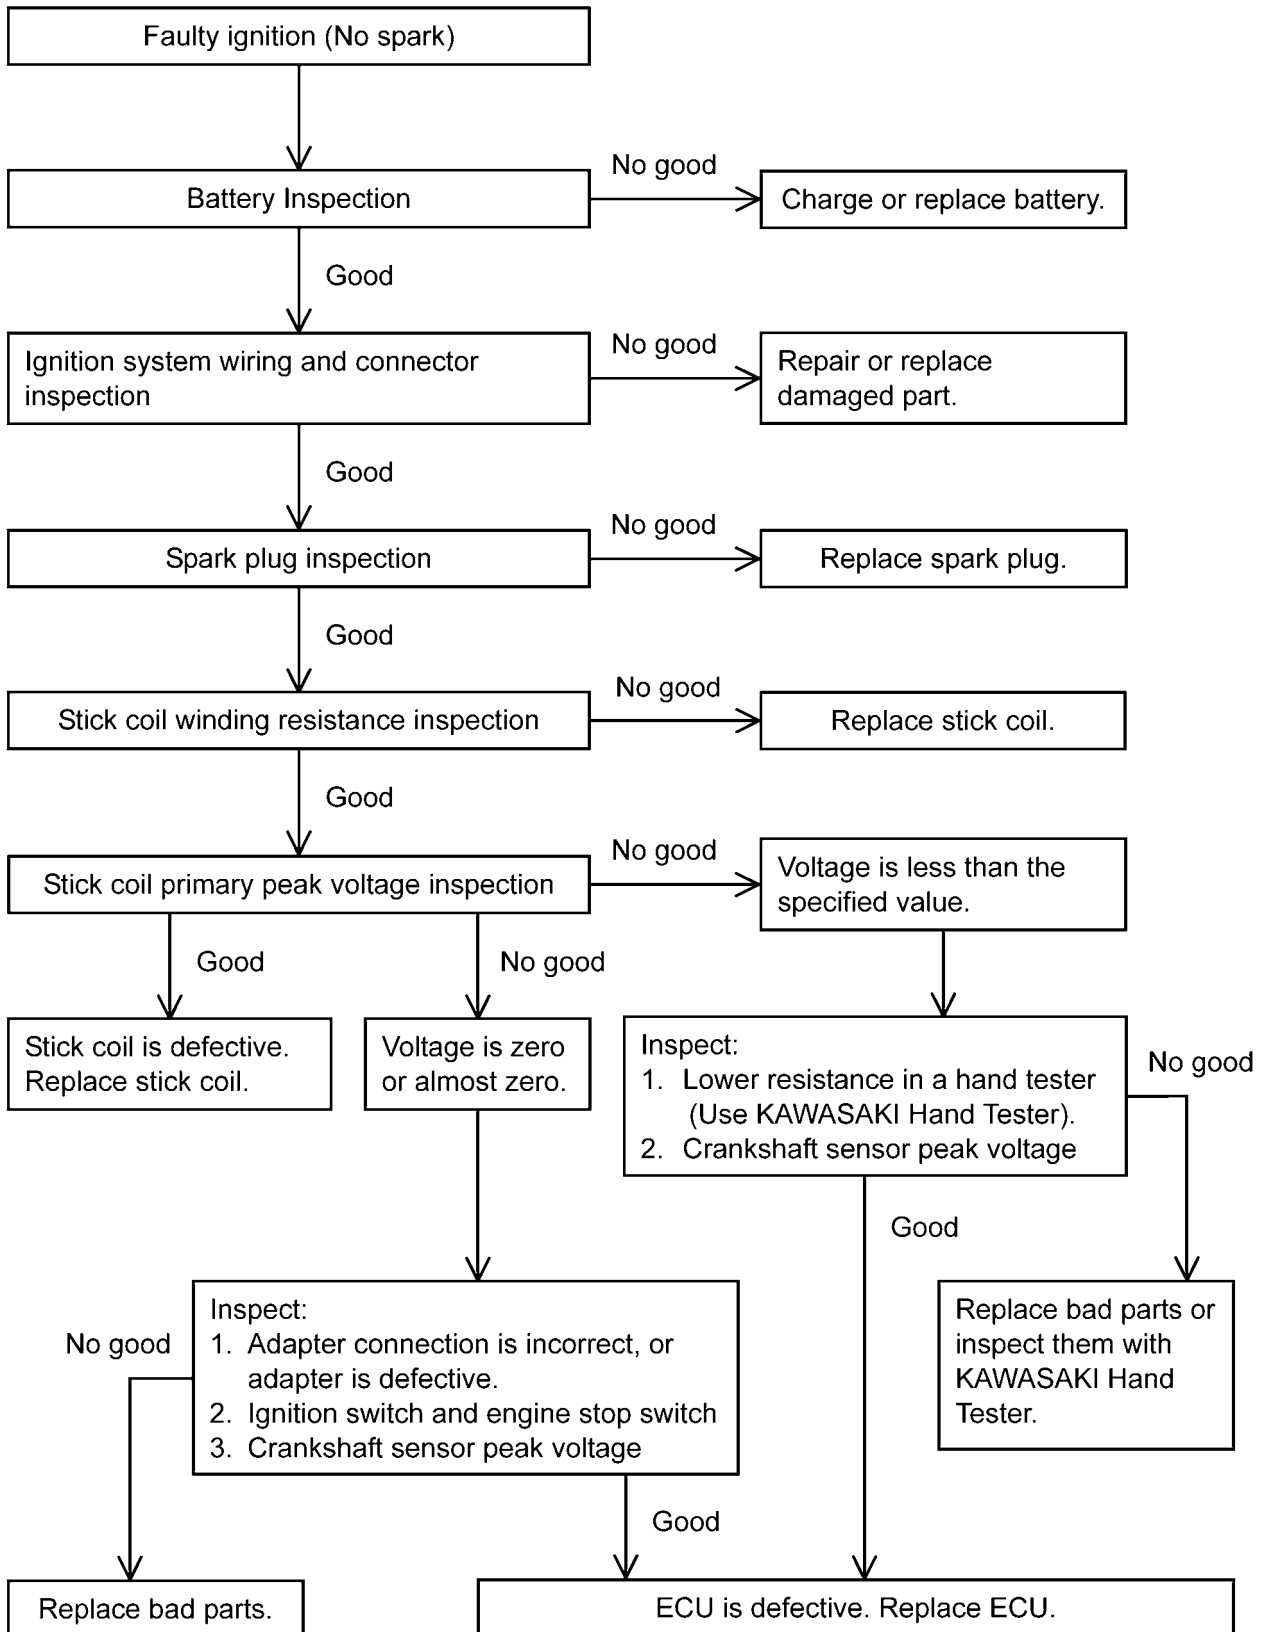 Faulty ignition (No spark)
No good
Battery Inspection
Charge or replace battery.
Good
No good
Ignition system wiring and connector
inspection
Repair or replace
damaged part.
Good
No good
Spark plug inspection
Replace spark plug.
Good
No good
Stick coil winding resistance inspection
Replace stick coil.
Good
No good
Stick coil primary peak voltage inspection
Voltage is less than the
specified value.
Good
No good
Stick coil is defective.
Replace stick coil.
Voltage is zero
or almost zero.
Inspect:
1. Lower resistance in a hand tester
(Use KAWASAKI Hand Tester).
2. Crankshaft sensor peak voltage
No good
Good
Inspect:
1. Adapter connection is incorrect, or
adapter is defective.
2. Ignition switch and engine stop switch
3. Crankshaft sensor peak voltage
No good
Replace bad parts or
inspect them with
KAWASAKI Hand
Tester.
Good
Replace bad parts.
ECU is defective. Replace ECU.